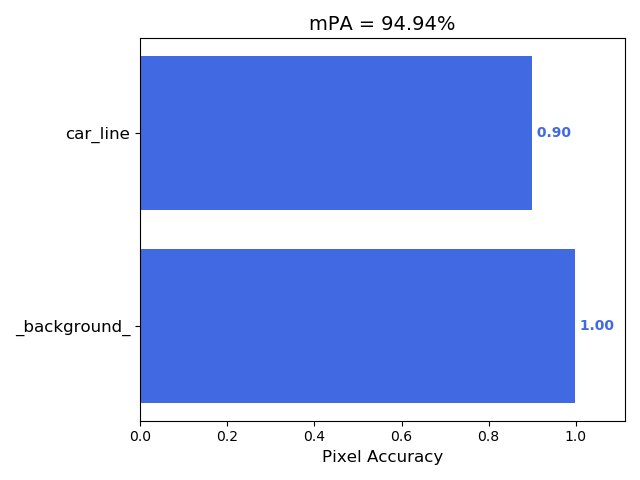 mPA = 94.94%
car_line
0.90
_background_
1.00
0.0 0.2 0.4 0.6 0.8 1.0
Pixel Accuracy